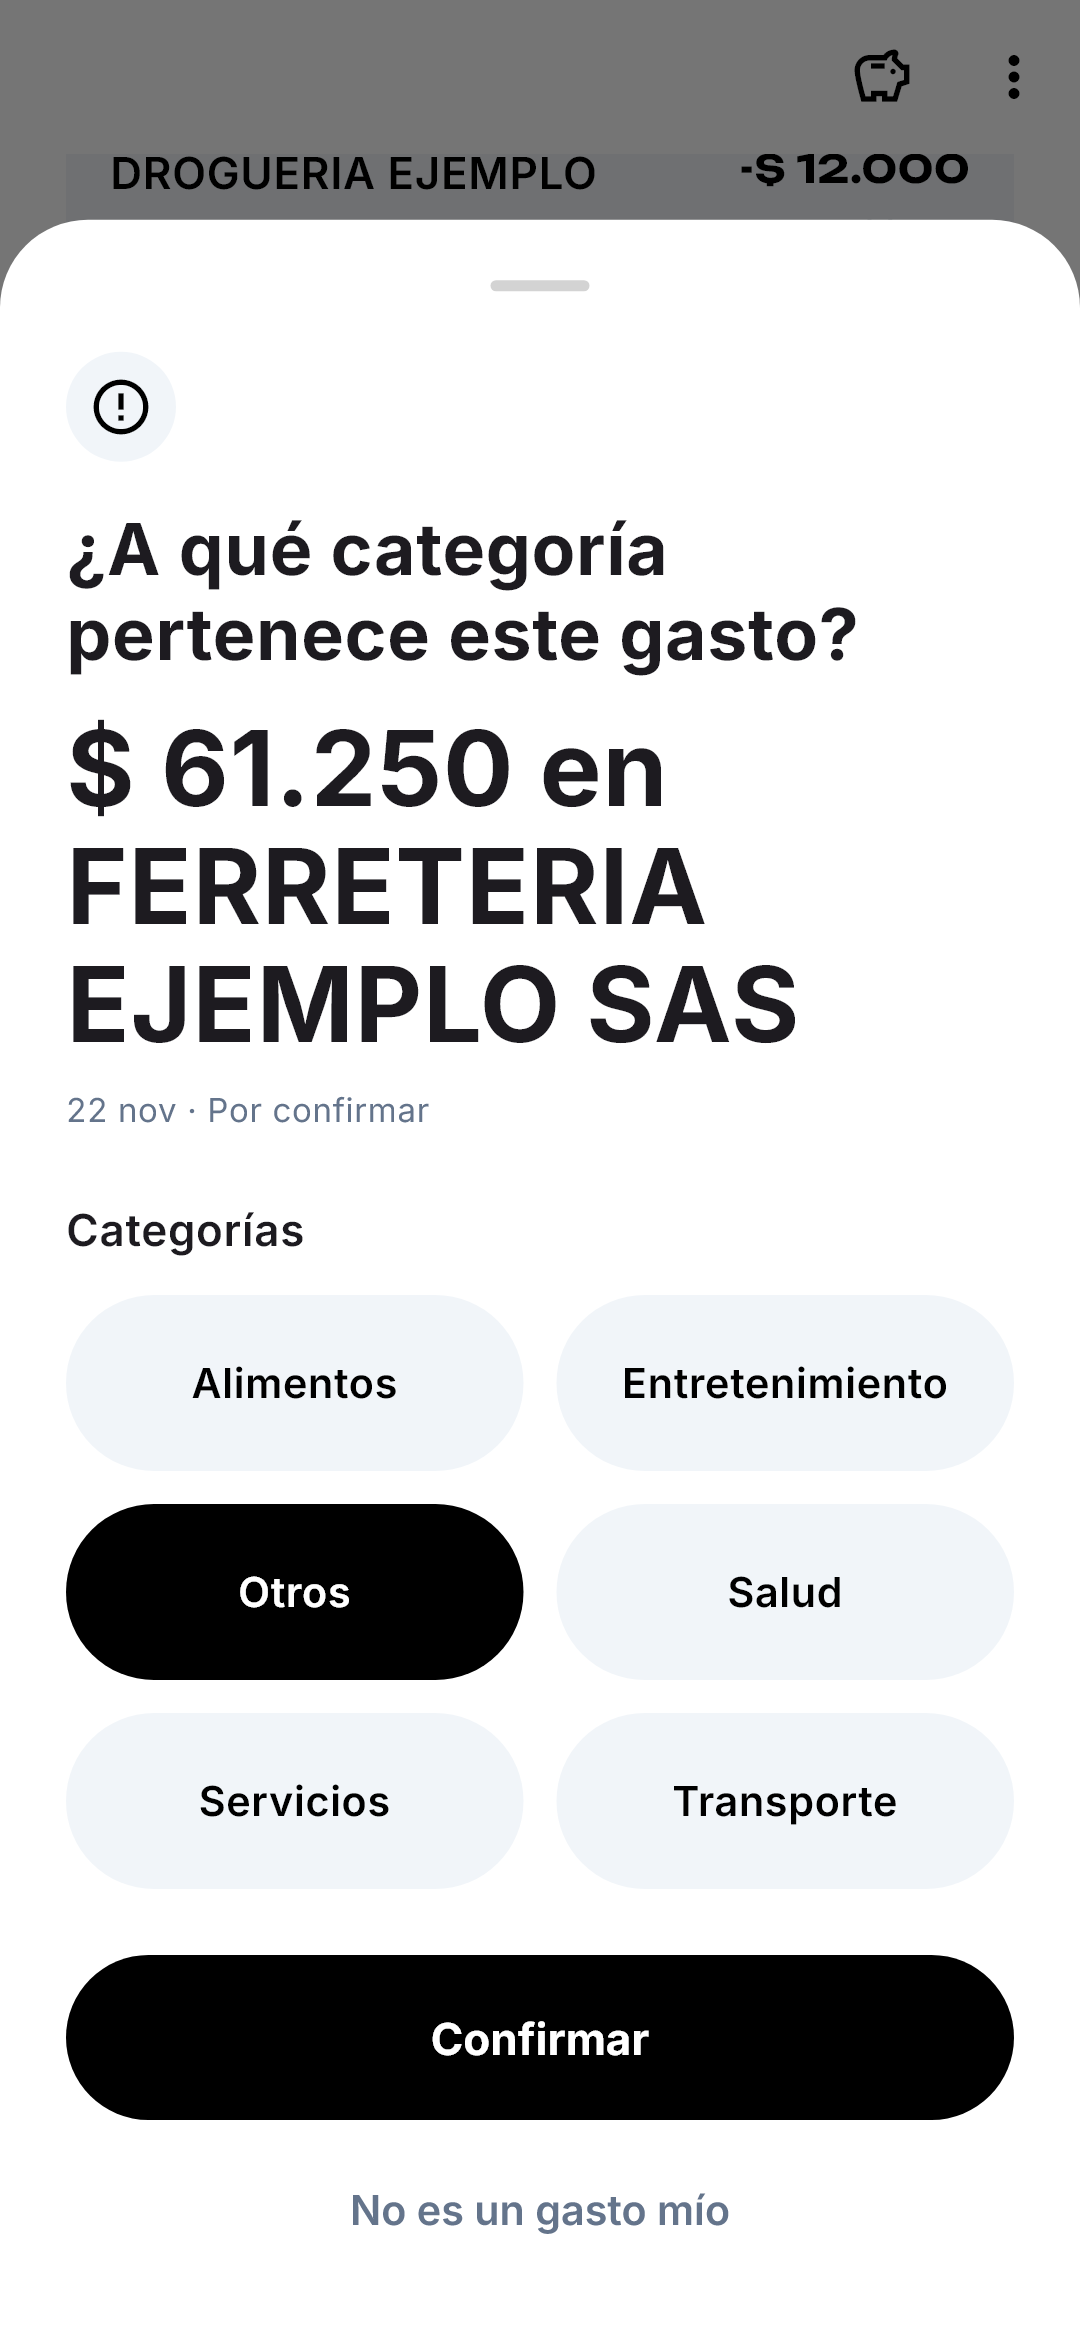 DROGUERIA EJEMPLO -$ 12.000
¿A qué categoría
pertenece este gasto?
$ 61.250 en
FERRETERIA
EJEMPLO SAS
22 nov · Por confirmar
Categorías
Alimentos Entretenimiento
Otros Salud
Servicios Transporte
Confirmar
No es un gasto mío